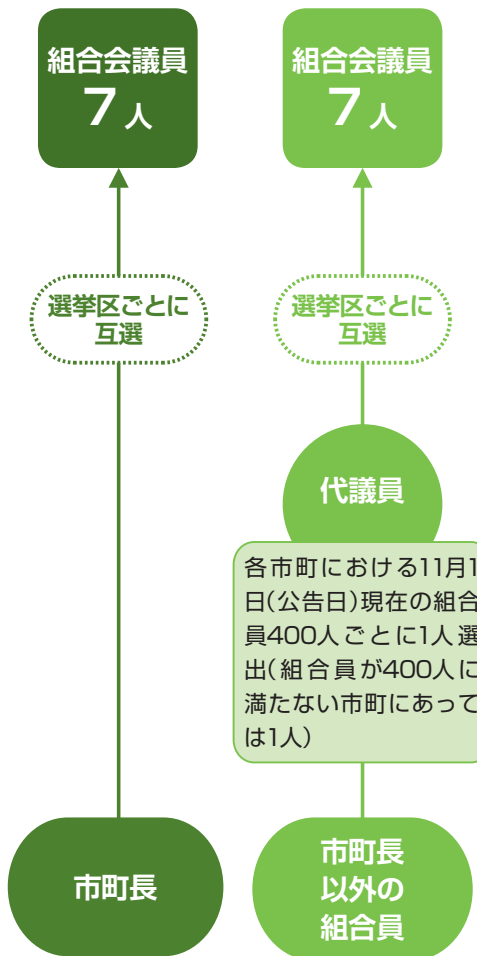 組合会議員
7人
選挙区ごとに
互選
市町長
組合会議員
7人
選挙区ごとに
互選
代議員
各市町における11月1
日(公告日)現在の組合
員400人ごとに1人選
出(組合員が400人に
満たない市町にあって
は1人)
市町長
以外の
組合員